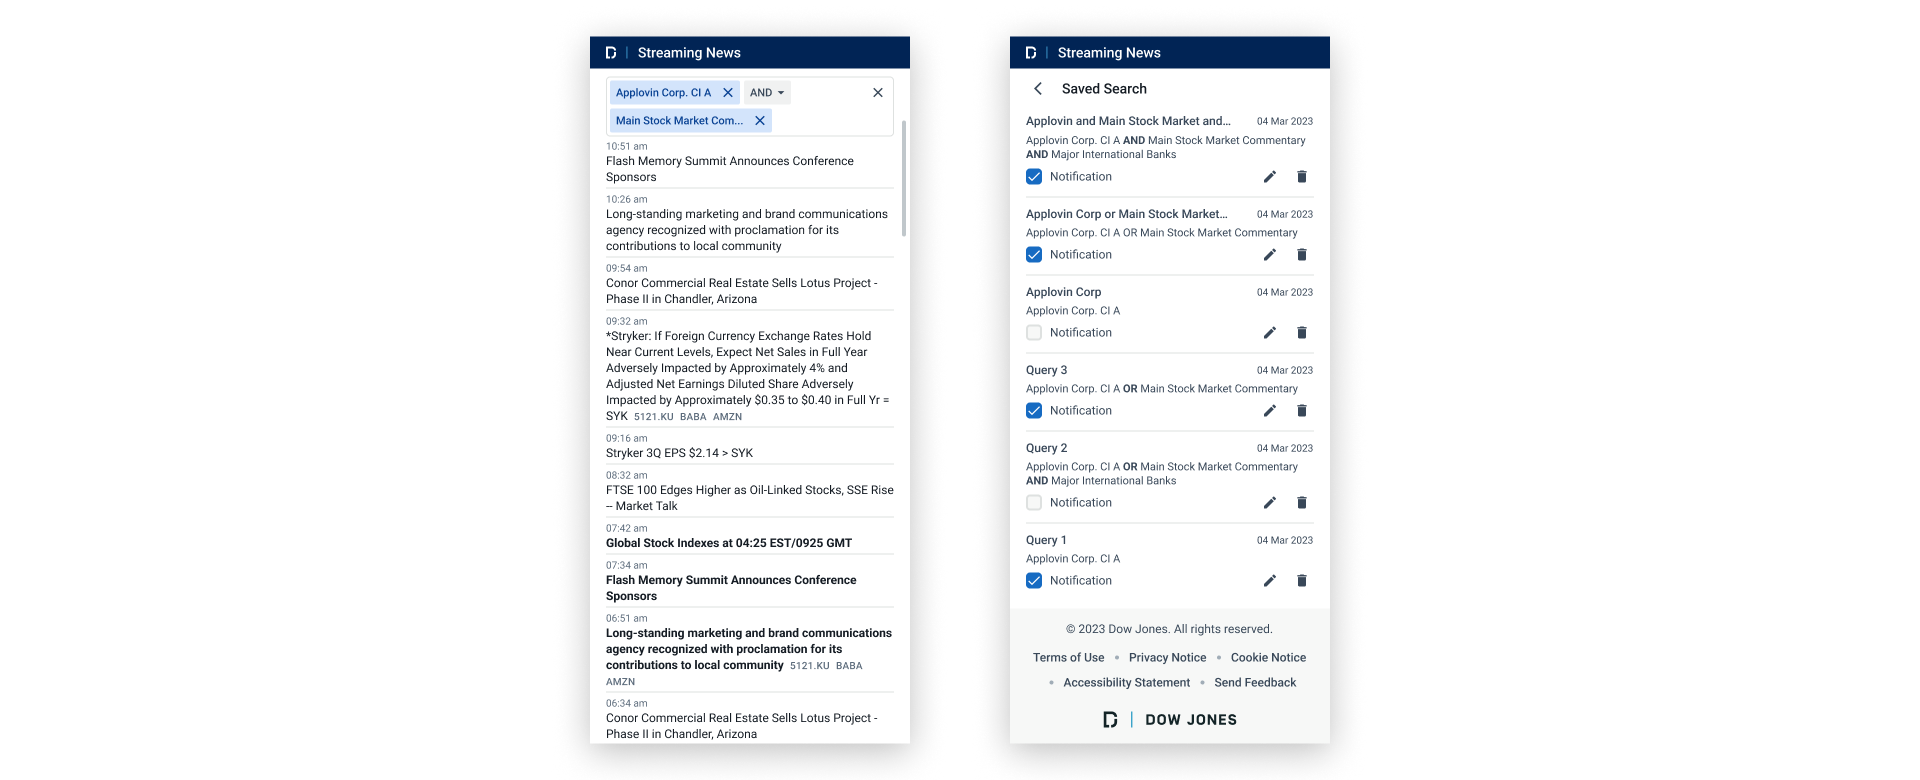 Streaming News
Applovin Corp. Cl A
AND
Main Stock Market Com...
10:51 am
Flash Memory Summit Announces Conference
Sponsors
10:26 am
Long-standing marketing and brand communications
agency recognized with proclamation for its
contributions to local community
09:54 am
Conor Commercial Real Estate Sells Lotus Project -
Phase II in Chandler, Arizona
09:32 am
*Stryker: If Foreign Currency Exchange Rates Hold
Near Current Levels, Expect Net Sales in Full Year
Adversely Impacted by Approximately 4% and
Adjusted Net Earnings Diluted Share Adversely
Impacted by Approximately $0.35 to $0.40 in Full Yr =
SYK 5121.KU BABA AMZN
09:16 am
Stryker 3Q EPS $2.14 > SYK
08:32 am
FTSE 100 Edges Higher as Oil-Linked Stocks, SSE Rise
-- Market Talk
07:42 am
Global Stock Indexes at 04:25 EST/0925 GMT
07:34 am
Flash Memory Summit Announces Conference
Sponsors
06:51 am
Long-standing marketing and brand communications
agency recognized with proclamation for its
contributions to local community 5121.KU BABA
AMZN
06:34 am
Conor Commercial Real Estate Sells Lotus Project -
Phase II in Chandler, Arizona
Streaming News
Saved Search
Applovin and Main Stock Market and... 04 Mar 2023
Applovin Corp. Cl A AND Main Stock Market Commentary
AND Major International Banks
Notification
Applovin Corp or Main Stock Market... 04 Mar 2023
Applovin Corp. Cl A OR Main Stock Market Commentary
Notification
Applovin Corp 04 Mar 2023
Applovin Corp. Cl A
Notification
Query 3 04 Mar 2023
Applovin Corp. Cl A OR Main Stock Market Commentary
Notification
Query 2 04 Mar 2023
Applovin Corp. Cl A OR Main Stock Market Commentary
AND Major International Banks
Notification
Query 1 04 Mar 2023
Applovin Corp. Cl A
Notification
© 2023 Dow Jones. All rights reserved.
Terms of Use • Privacy Notice • Cookie Notice
• Accessibility Statement • Send Feedback
DOW JONES